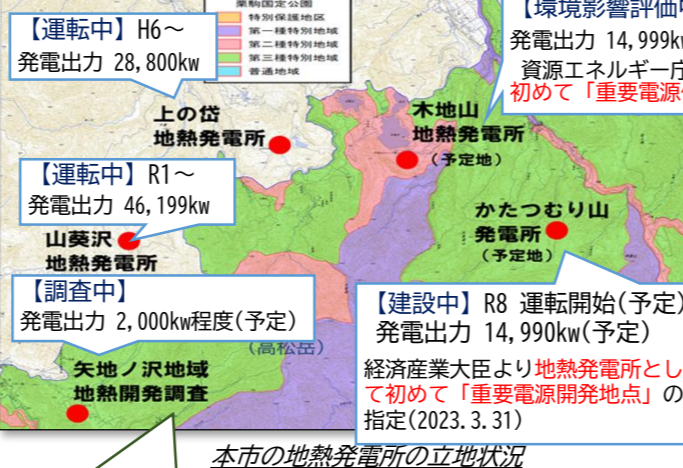 【運転中】H6～
発電出力 28,800kw
栗駒国定公園
特別保護地区
第一種特別地域
第二種特別地域
第三種特別地域
普通地域
【環境影響評価
発電出力 14,999kw
資源エネルギー庁
初めて「重要電源
上の岱
地熱発電所
木地山
地熱発電所
(予定地)
【運転中】R1～
発電出力 46,199kw
山葵沢
地熱発電所
かたつむり山
発電所
(予定地)
【調査中】
発電出力 2,000kw程度(予定)
(高松岳)
矢地ノ沢地域
地熱開発調査
【建設中】R8 運転開始(予定)
発電出力 14,990kw(予定)
経済産業大臣より地熱発電所とし
て初めて「重要電源開発地点」の
指定(2023.3.31)
本市の地熱発電所の立地状況